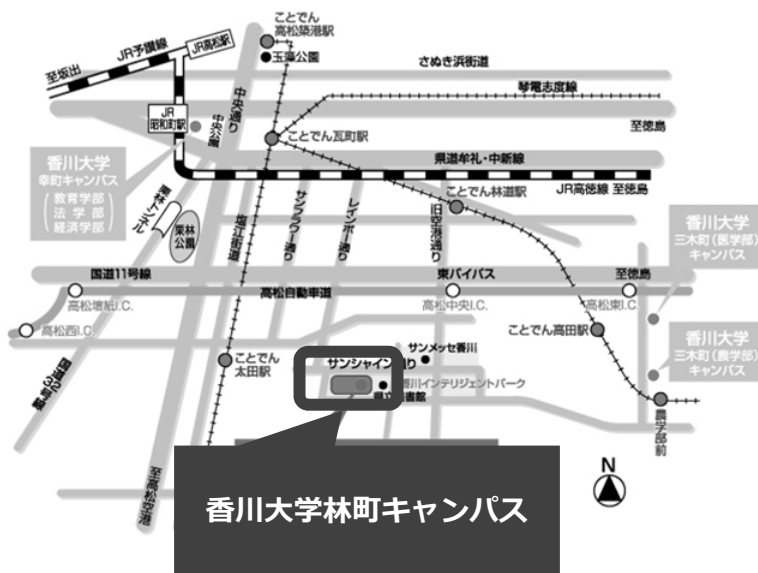 ことでん
高松築港駅
JR予讃線
JR高松駅
玉藻公園
至坂出
さぬき浜街道
中央通り
琴電志度線
JR
昭和町駅
中央公園
ことでん瓦町駅
至徳島
香川大学
幸町キャンパス
教育学部
法学部
経済学部
県道牟礼・中新線
JR高徳線 至徳島
ことでん林道駅
栗林トンネル
栗林
公園
塩江街道
サンフラワー通り
レインボー通り
旧空港通り
香川大学
三木町(医学部)
キャンパス
国道11号線
東バイパス
至徳島
高松自動車道
高松檀紙I.C.
高松中央I.C.
高松東I.C.
高松西I.C.
ことでん高田駅
香川大学
三木町(農学部)
キャンパス
国道32号線
ことでん
太田駅
サンメッセ香川
サンシャイン通り
香川インテリジェントパーク
農学部前
至高松空港
N
香川大学林町キャンパス